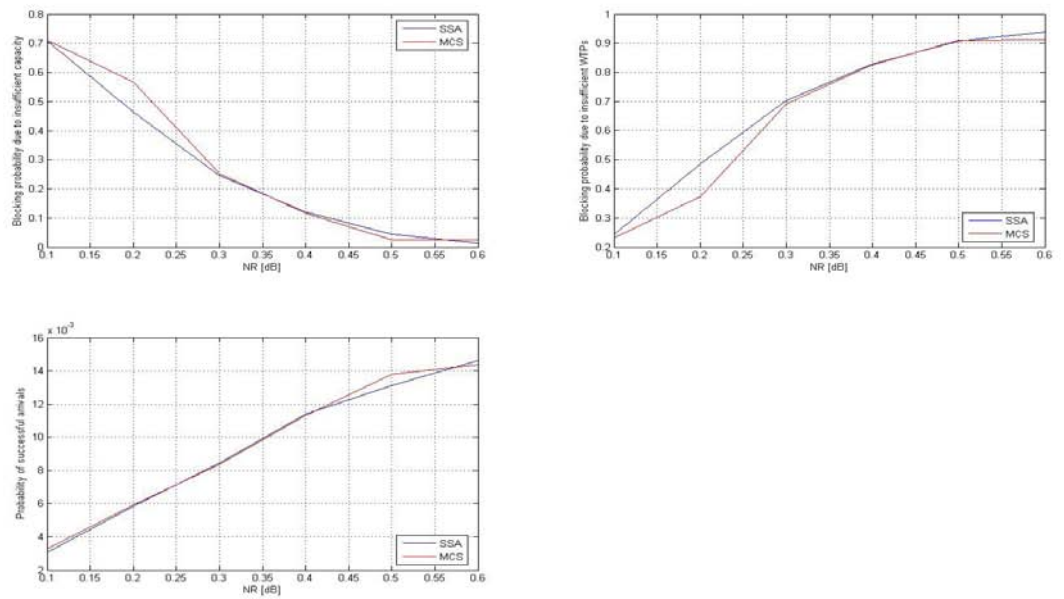 0.8
0.7
0.6
0.5
0.4
0.3
0.2
0.1
0
Blocking probability due to insufficient capacity
SSA
MCS
0.1 0.15 0.2 0.25 0.3 0.35 0.4 0.45 0.5 0.55 0.6
NR [dB]
1
0.9
0.8
0.7
0.6
0.5
0.4
0.3
0.2
Blocking probability due to insufficient WTPs
SSA
MCS
0.1 0.15 0.2 0.25 0.3 0.35 0.4 0.45 0.5 0.55 0.6
NR [dB]
x 10⁻³
16
14
12
10
8
6
4
2
Probability of successful arrivals
SSA
MCS
0.1 0.15 0.2 0.25 0.3 0.35 0.4 0.45 0.5 0.55 0.6
NR [dB]